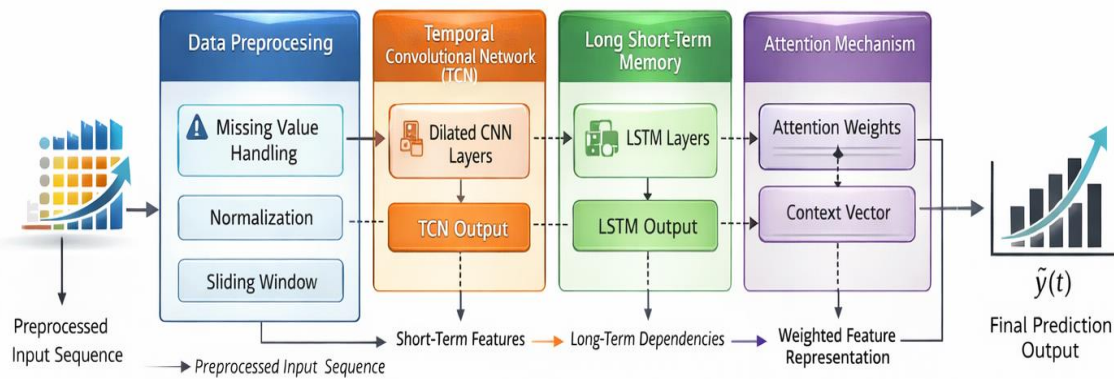 Data Preprocesing
Temporal
Convolutional Network
(TCN)
Long Short-Term
Memory
Attention Mechanism
Missing Value
Handling
Dilated CNN
Layers
LSTM Layers
Attention Weights
Normalization
TCN Output
LSTM Output
Context Vector
Sliding Window
ỹ(t)
Preprocessed
Input Sequence
Short-Term Features
Long-Term Dependencies
Weighted Feature
Representation
Final Prediction
Output
Preprocessed Input Sequence